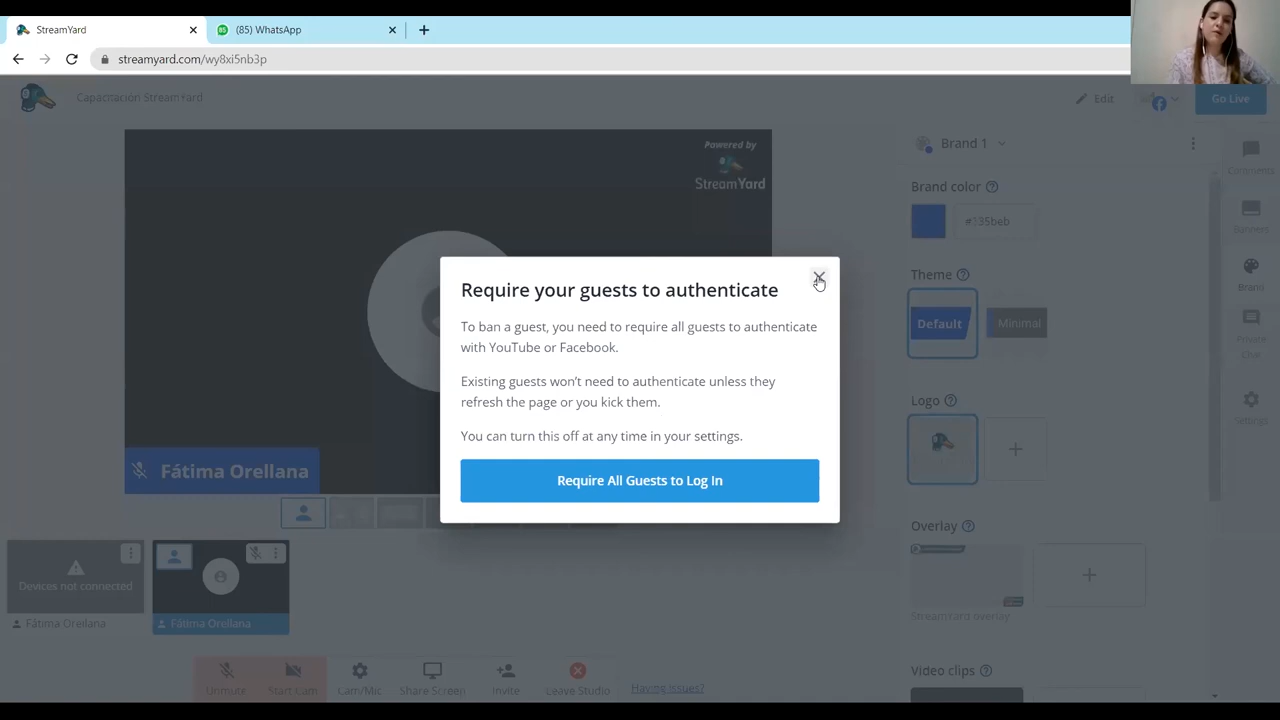 StreamYard
(85) WhatsApp
streamyard.com/wy8xi5nb3p
Capacitacion StreamYard
Edit
Go Live
Powered by
StreamYard
Brand 1
Comments
Brand color
Banners
Theme
Brand
Default
Minimal
Private
Chat
Logo
Settings
Require your guests to authenticate
To ban a guest, you need to require all guests to authenticate
with YouTube or Facebook.
Existing guests won't need to authenticate unless they
refresh the page or you kick them.
You can turn this off at any time in your settings.
Require All Guests to Log In
Fátima Orellana
Overlay
Devices not connected
StreamYard overlay
Fátima Orellana
Fátima Orellana
Video clips
Unmute
Start Cam
Cam/Mic
Share Screen
Invite
Leave Studio
Having issues?